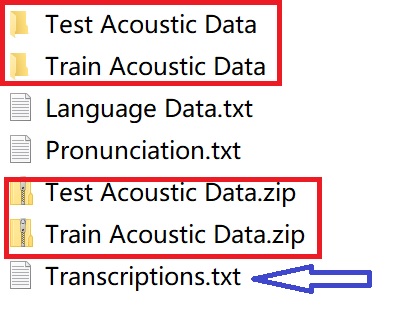 Test Acoustic Data
Train Acoustic Data
Language Data.txt
Pronunciation.txt
Test Acoustic Data.zip
Train Acoustic Data.zip
Transcriptions.txt